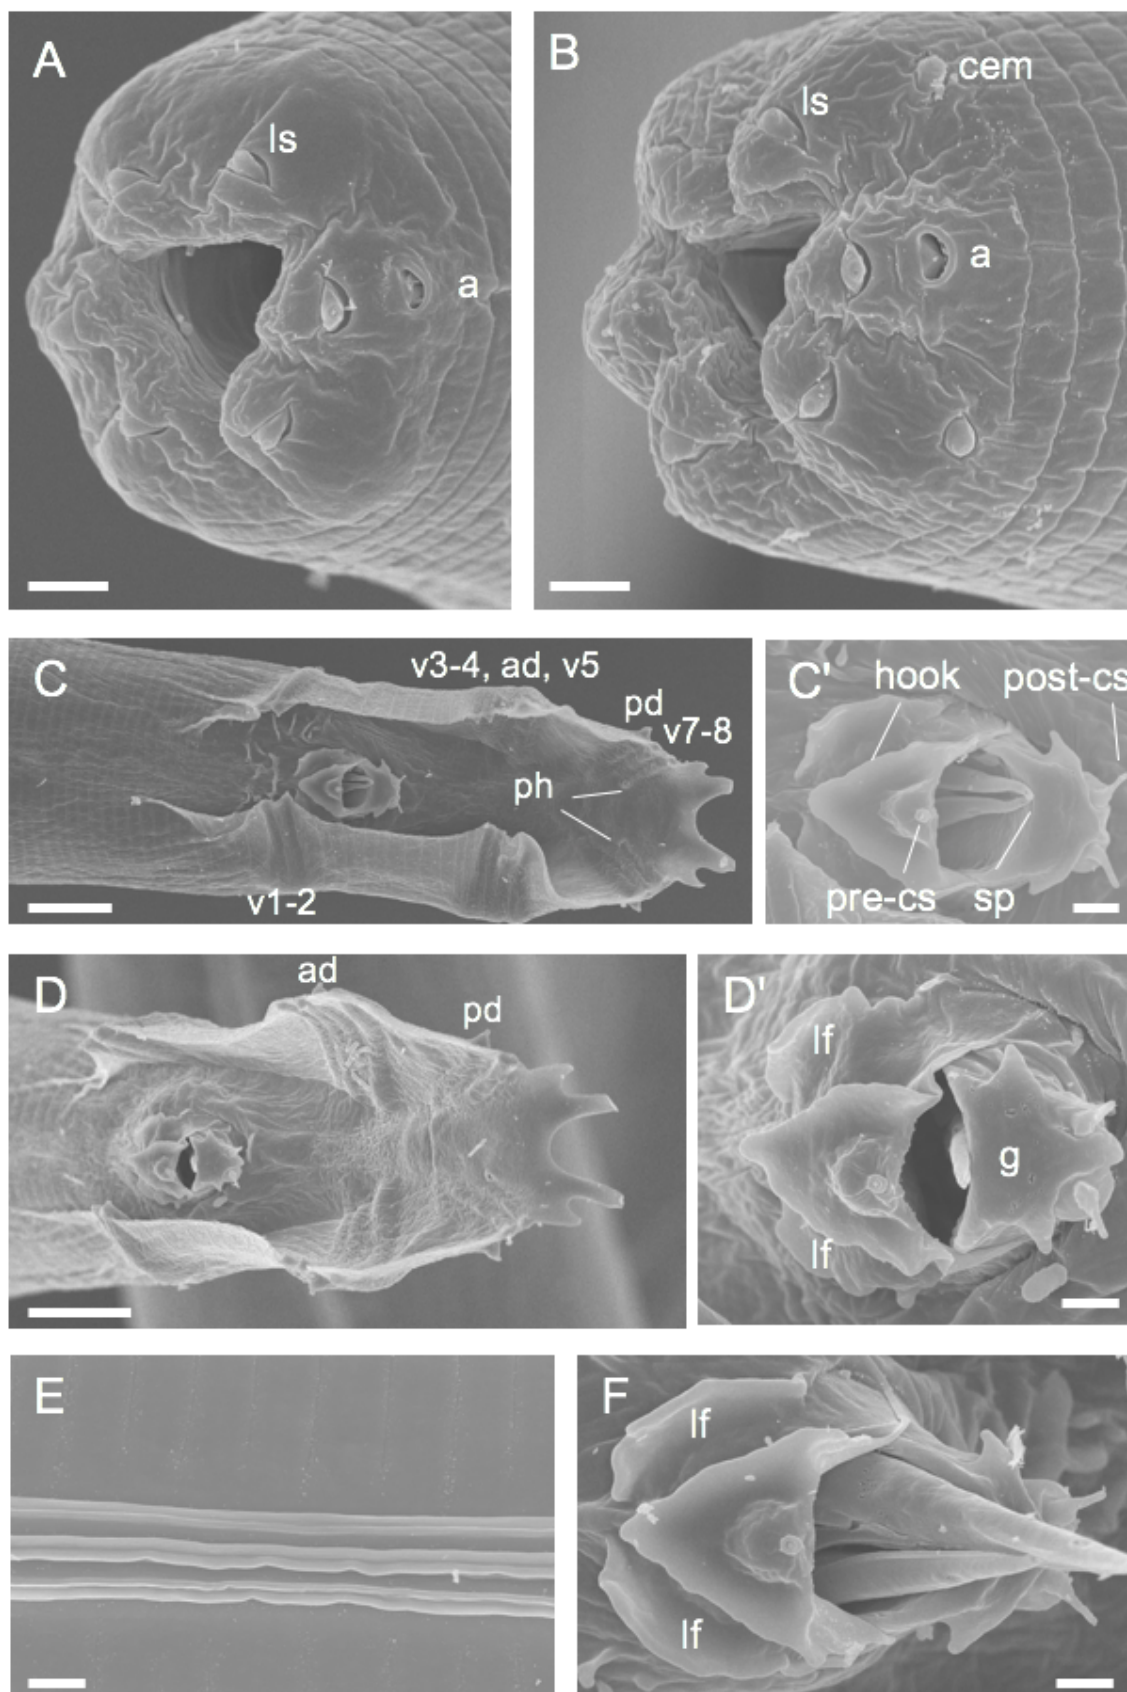 A
ls
a
B
cem
ls
a
C
v3-4, ad, v5
pd
v7-8
ph
v1-2
C'
hook
post-cs
pre-cs
sp
D
ad
pd
D'
lf
g
lf
E
F
lf
lf